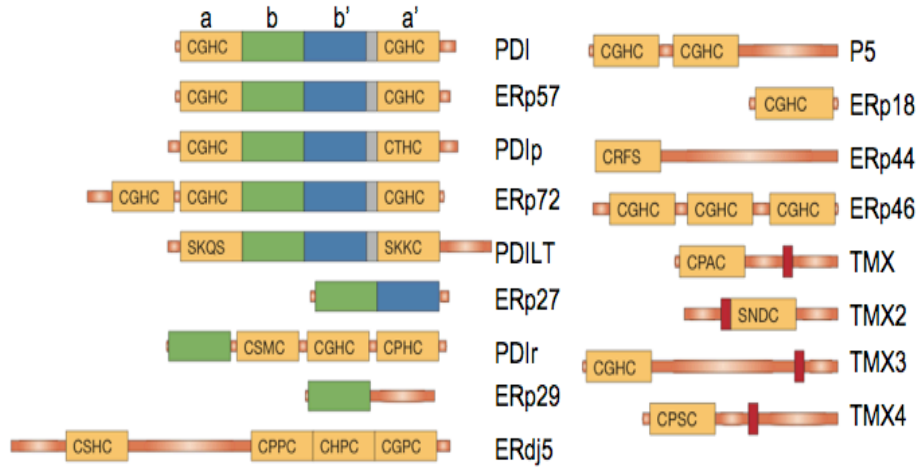 a b b' a'
CGHC CGHC PDI
CGHC CGHC ERp57
CGHC CTHC PDIp
CGHC CGHC CGHC ERp72
SKQS SKKC PDILT
ERp27
CSMC CGHC CPHC PDIr
ERp29
CSHC CPPC CHPC CGPC ERdj5
CGHC CGHC P5
CGHC ERp18
CRFS ERp44
CGHC CGHC CGHC ERp46
CPAC TMX
SNDC TMX2
CGHC TMX3
CPSC TMX4